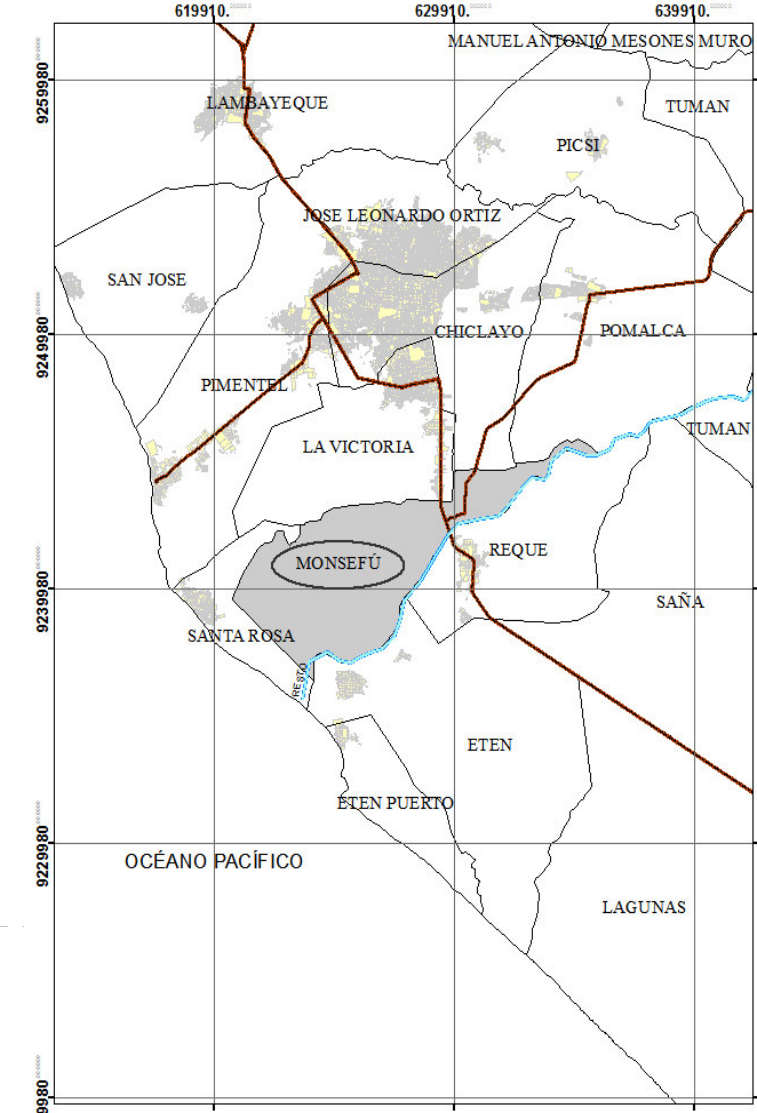 619910.
629910.
639910.
MANUEL ANTONIO MESONES MURO
9259980
LAMBAYEQUE
TUMAN
PICSI
JOSE LEONARDO ORTIZ
SAN JOSE
9249980
CHICLAYO
POMALCA
PIMENTEL
TUMAN
LA VICTORIA
REQUE
MONSEFÚ
9239980
SAÑA
SANTA ROSA
ETEN
ETEN PUERTO
9229980
OCÉANO PACÍFICO
LAGUNAS
9980